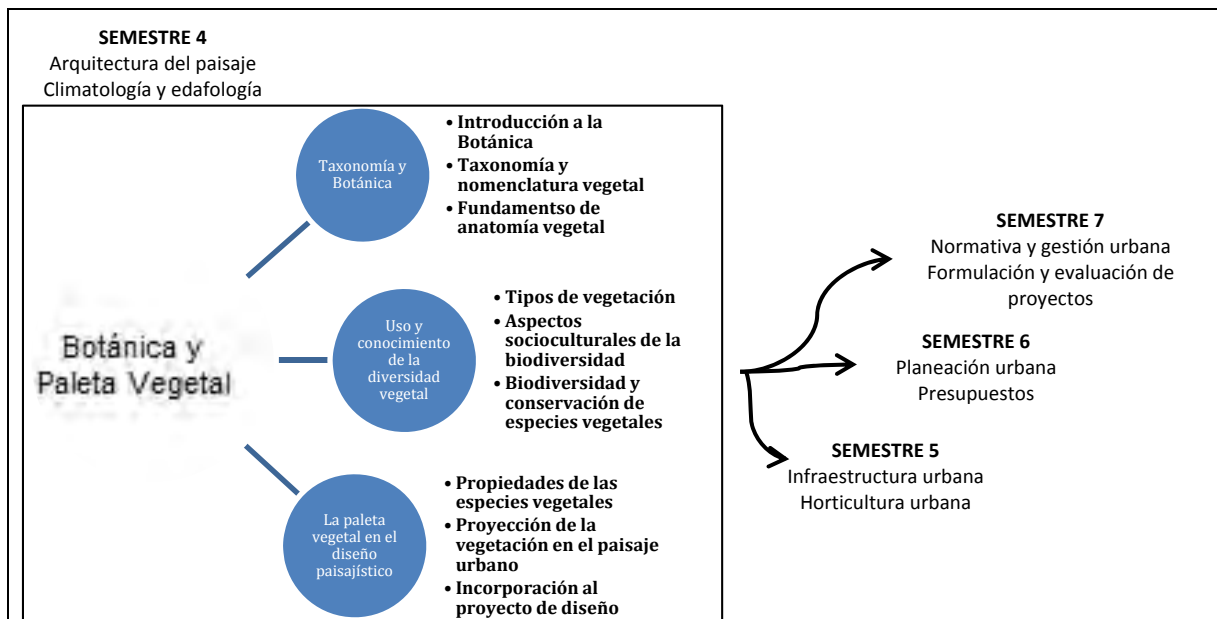 SEMESTRE 4
Arquitectura del paisaje
Climatología y edafología
Botánica y
Paleta Vegetal
Taxonomía y
Botánica
• Introducción a la
Botánica
• Taxonomía y
nomenclatura vegetal
• Fundamentso de
anatomía vegetal
Uso y
conocimiento
de la
diversidad
vegetal
• Tipos de vegetación
• Aspectos
socioculturales de la
biodiversidad
• Biodiversidad y
conservación de
especies vegetales
La paleta
vegetal en el
diseño
paisajístico
• Propiedades de las
especies vegetales
• Proyección de la
vegetación en el paisaje
urbano
• Incorporación al
proyecto de diseño
SEMESTRE 7
Normativa y gestión urbana
Formulación y evaluación de
proyectos
SEMESTRE 6
Planeación urbana
Presupuestos
SEMESTRE 5
Infraestructura urbana
Horticultura urbana